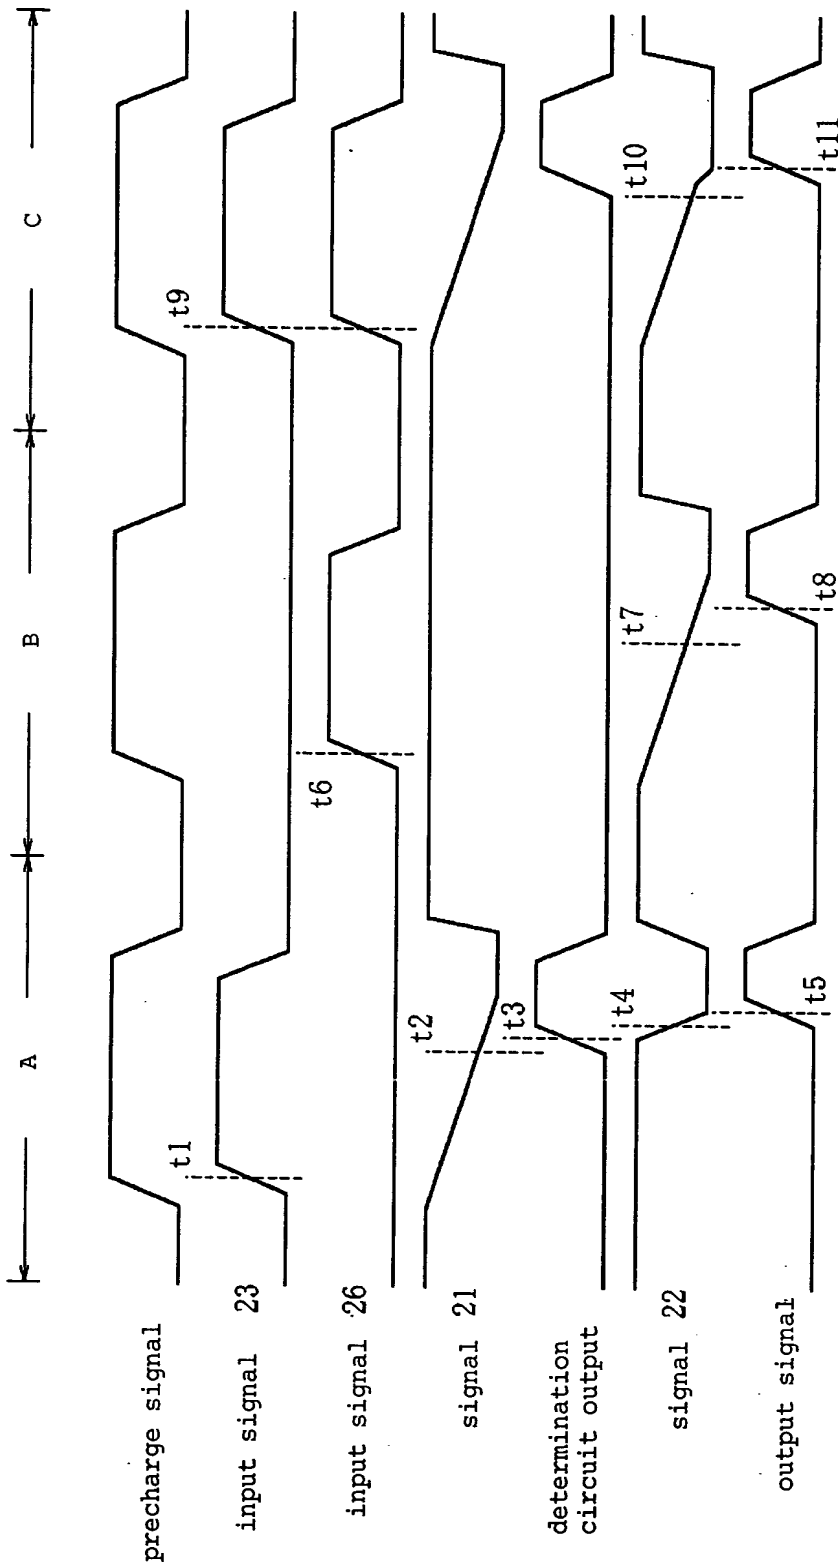 A
B
C
precharge signal
t1
t9
input signal 23
t6
input signal 26
t2
signal 21
t3
determination
circuit output
t4
t7
t10
signal 22
t5
t8
t11
output signal